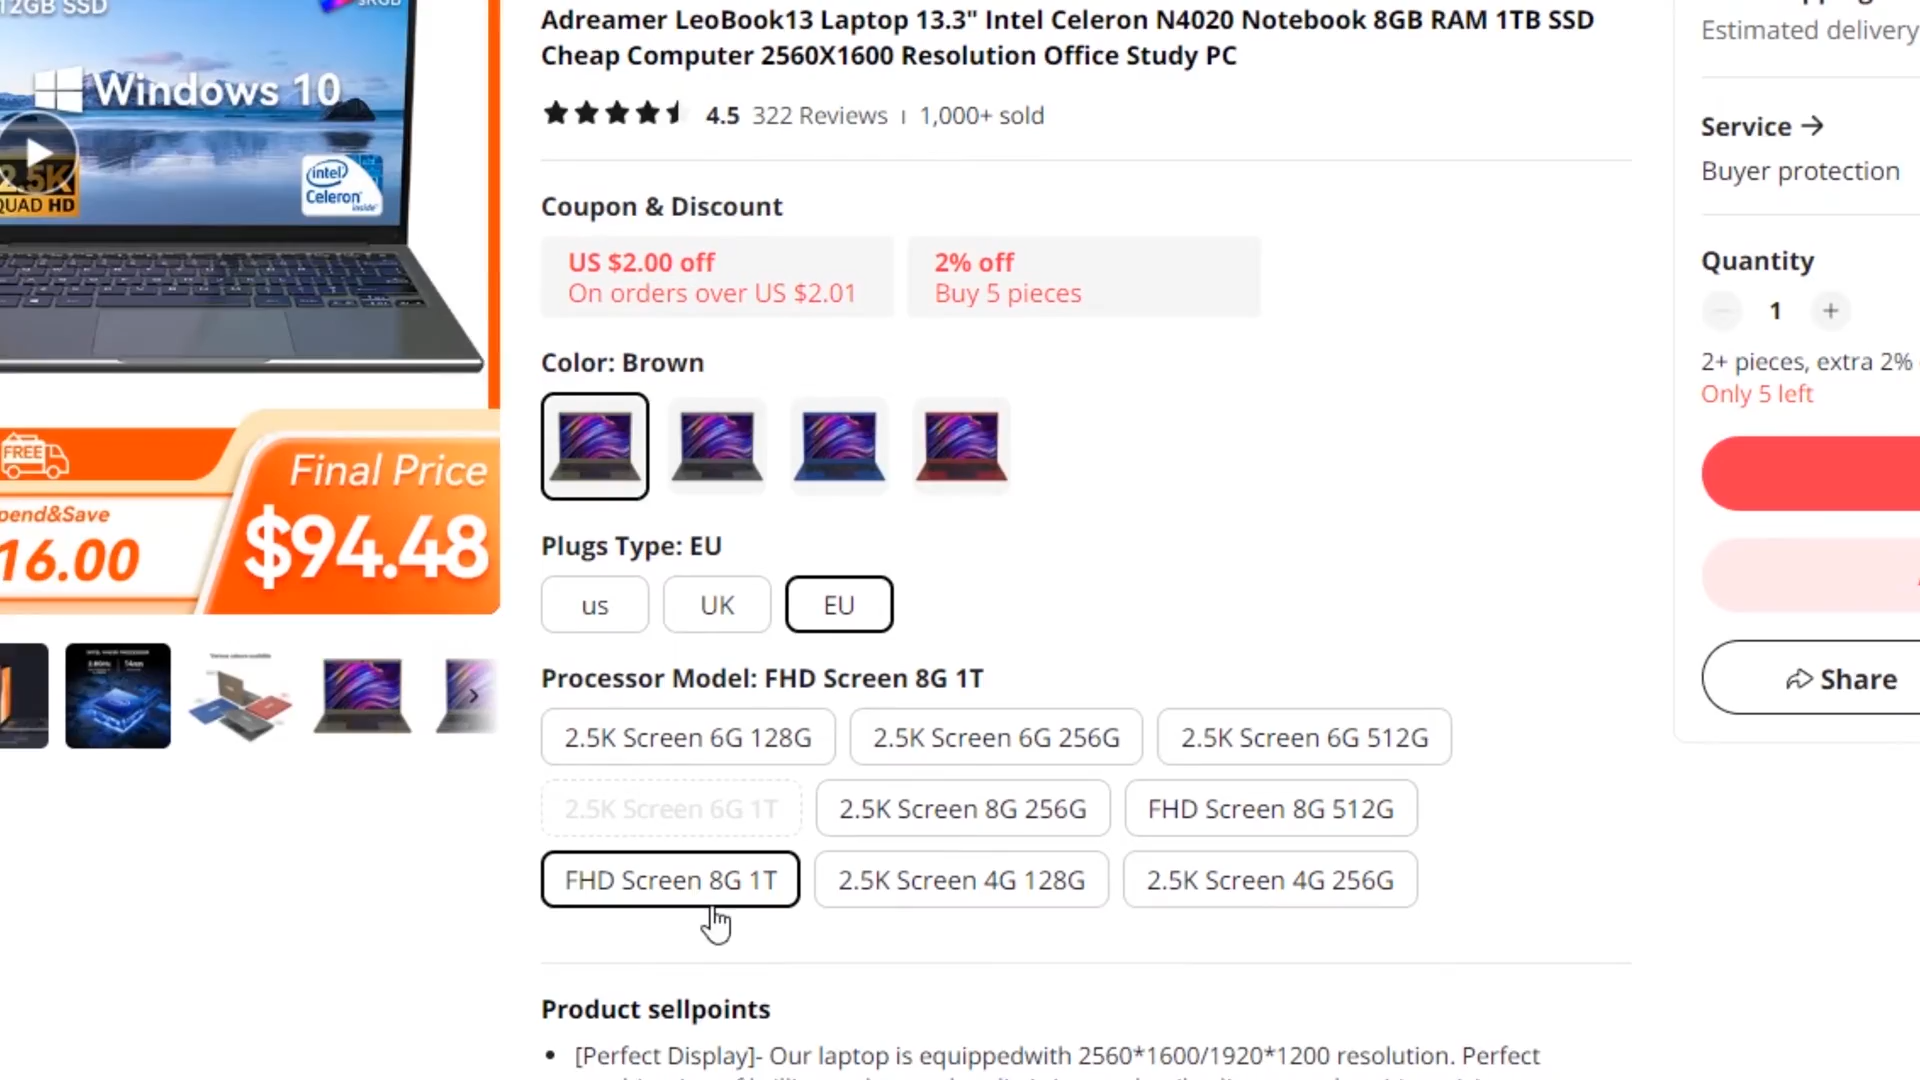 12GB SSD
sRGB
Windows 10
2.5K
QUAD HD
intel
Celeron
inside
FREE
Final Price
pend&Save
16.00
$94.48
Adreamer LeoBook13 Laptop 13.3" Intel Celeron N4020 Notebook 8GB RAM 1TB SSD
Cheap Computer 2560X1600 Resolution Office Study PC
4.5 322 Reviews 1,000+ sold
Coupon & Discount
US $2.00 off
On orders over US $2.01
2% off
Buy 5 pieces
Color: Brown
Plugs Type: EU
us UK EU
Processor Model: FHD Screen 8G 1T
2.5K Screen 6G 128G 2.5K Screen 6G 256G 2.5K Screen 6G 512G
2.5K Screen 6G 1T 2.5K Screen 8G 256G FHD Screen 8G 512G
FHD Screen 8G 1T 2.5K Screen 4G 128G 2.5K Screen 4G 256G
Product sellpoints
• [Perfect Display]- Our laptop is equippedwith 2560*1600/1920*1200 resolution. Perfect
Estimated delivery
Service
Buyer protection
Quantity
1
2+ pieces, extra 2%
Only 5 left
Share